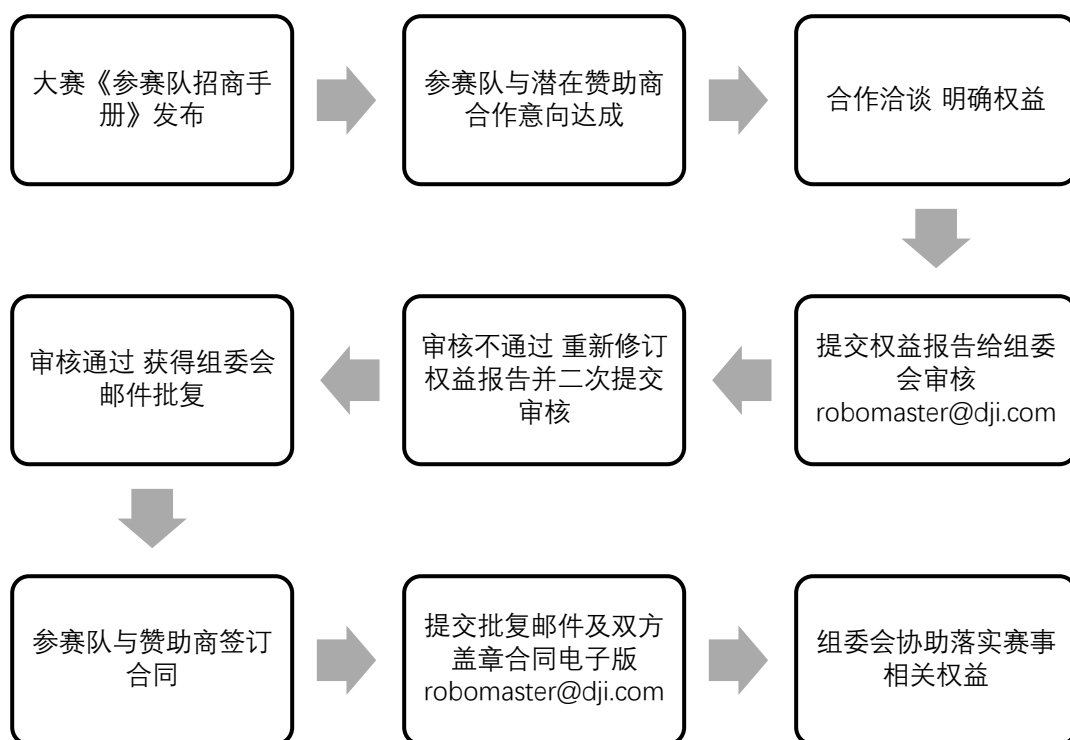 大赛《参赛队招商手
册》发布
参赛队与潜在赞助商
合作意向达成
合作洽谈 明确权益
提交权益报告给组委
会审核
robomaster@dji.com
审核不通过 重新修订
权益报告并二次提交
审核
审核通过 获得组委会
邮件批复
参赛队与赞助商签订
合同
提交批复邮件及双方
盖章合同电子版
robomaster@dji.com
组委会协助落实赛事
相关权益